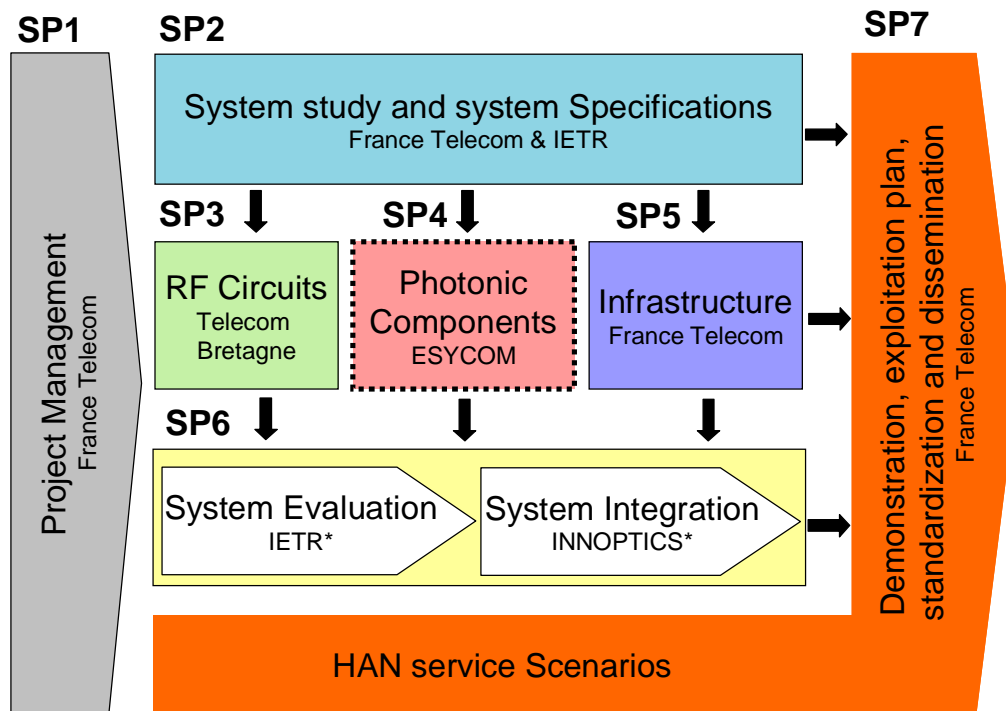 SP1
Project Management
France Telecom
SP2
System study and system Specifications
France Telecom & IETR
SP3
RF Circuits
Telecom
Bretagne
SP4
Photonic
Components
ESYCOM
SP5
Infrastructure
France Telecom
SP6
System Evaluation
IETR*
System Integration
INNOPTICS*
SP7
Demonstration, exploitation plan,
standardization and dissemination
France Telecom
HAN service Scenarios